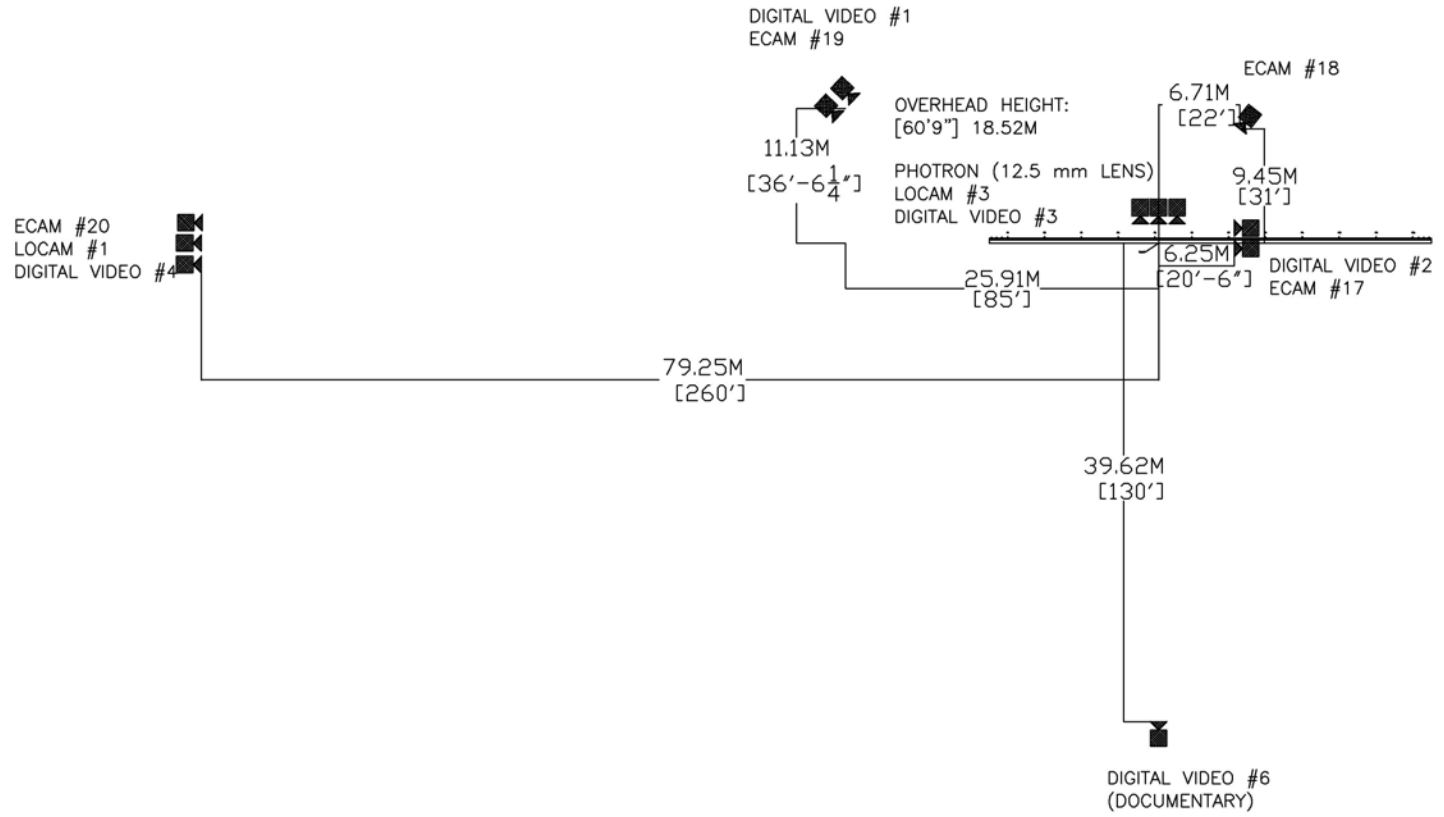 DIGITAL VIDEO #1
ECAM #19
ECAM #18
6.71M
[22']
OVERHEAD HEIGHT:
[60'9"] 18.52M
11.13M
[36'-6 1/4"]
PHOTRON (12.5 mm LENS)
LOCAM #3
DIGITAL VIDEO #3
9.45M
[31']
ECAM #20
LOCAM #1
DIGITAL VIDEO #4
6.25M
[20'-6"]
DIGITAL VIDEO #2
ECAM #17
25.91M
[85']
79.25M
[260']
39.62M
[130']
DIGITAL VIDEO #6
(DOCUMENTARY)